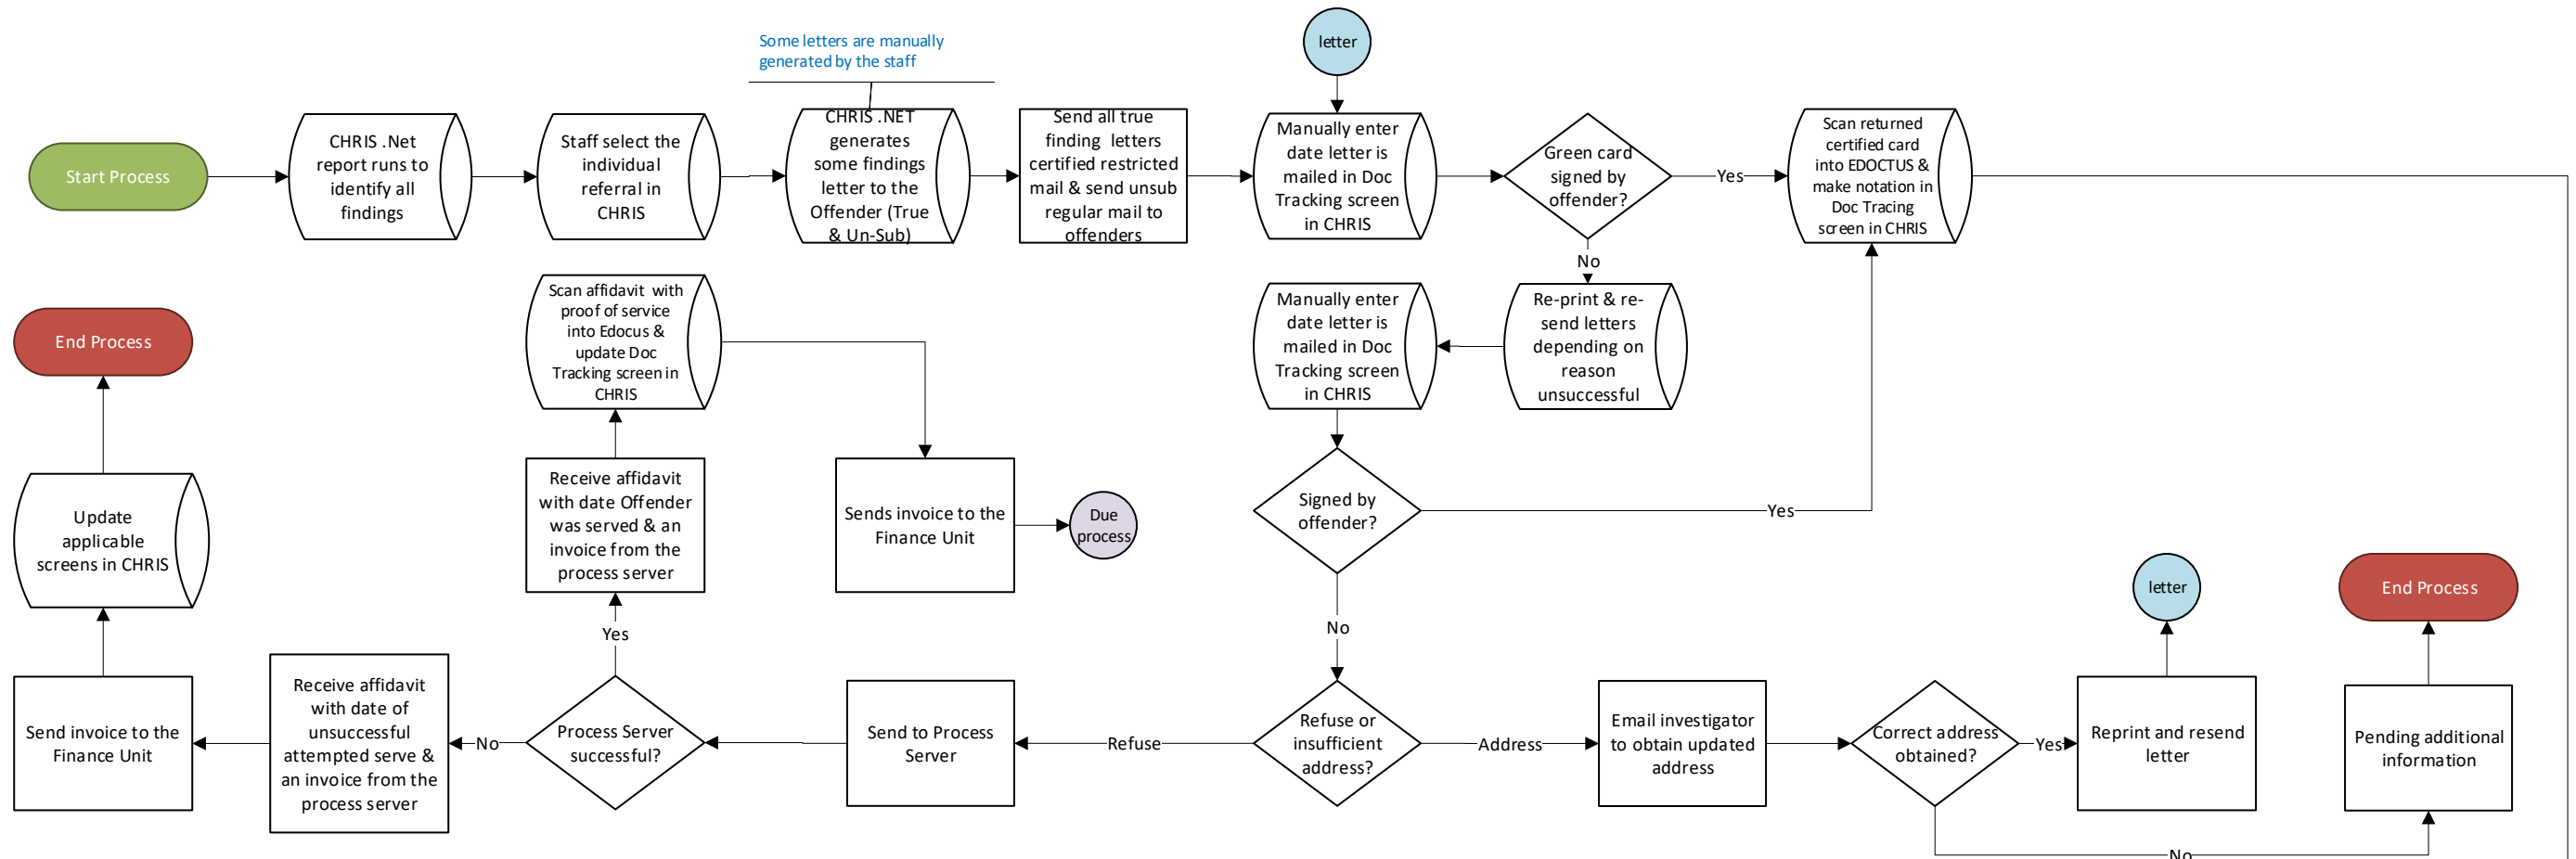 Some letters are manually
generated by the staff
letter
Start Process
CHRIS .Net
report runs to
identify all
findings
Staff select the
individual
referral in
CHRIS
CHRIS .NET
generates
some findings
letter to the
Offender (True
& Un-Sub)
Send all true
finding letters
certified restricted
mail & send unsub
regular mail to
offenders
Manually enter
date letter is
mailed in Doc
Tracking screen
in CHRIS
Green card
signed by
offender?
Yes
Scan returned
certified card
into EDOCTUS &
make notation in
Doc Tracing
screen in CHRIS
No
End Process
Scan affidavit with
proof of service
into Edocus &
update Doc
Tracking screen in
CHRIS
Manually enter
date letter is
mailed in Doc
Tracking screen
in CHRIS
Re-print & re-
send letters
depending on
reason
unsuccessful
Update
applicable
screens in CHRIS
Receive affidavit
with date Offender
was served & an
invoice from the
process server
Sends invoice to the
Finance Unit
Due
process
Signed by
offender?
Yes
letter
End Process
Yes
No
Send invoice to the
Finance Unit
Receive affidavit
with date of
unsuccessful
attempted serve &
an invoice from the
process server
No
Process Server
successful?
Send to Process
Server
Refuse
Refuse or
insufficient
address?
Address
Email investigator
to obtain updated
address
Correct address
obtained?
Yes
Reprint and resend
letter
Pending additional
information
No